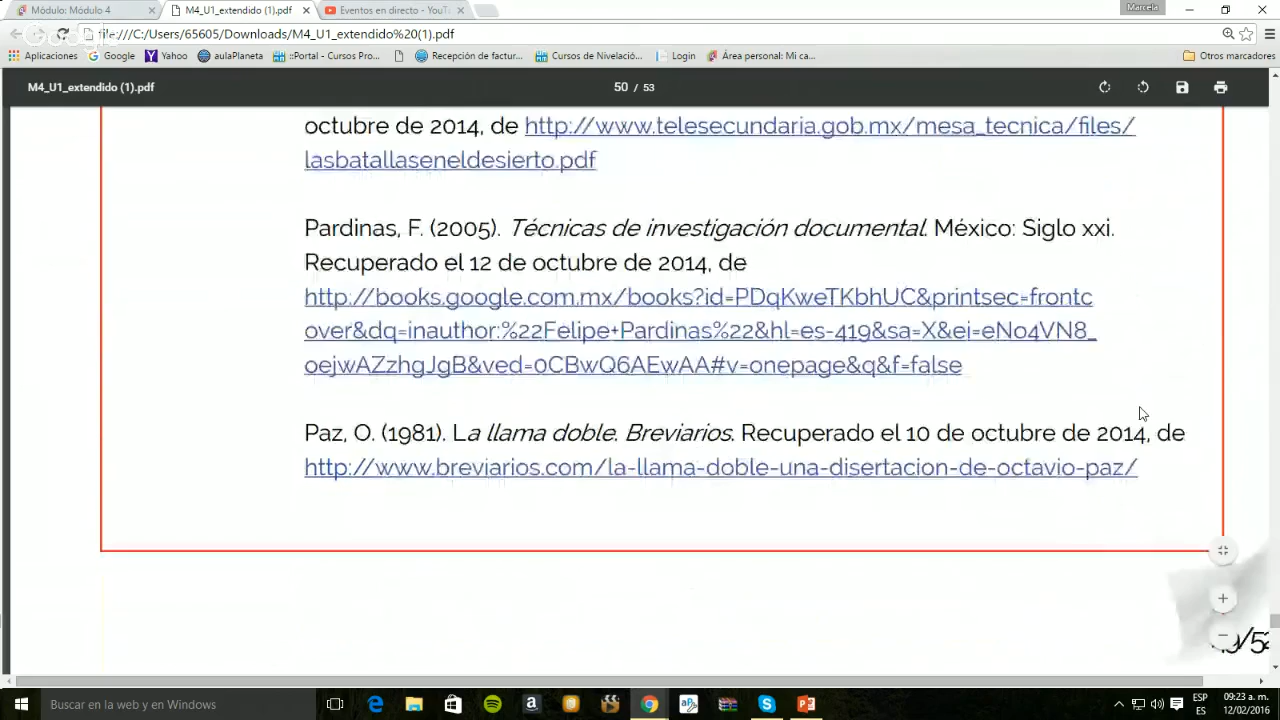 Módulo: Módulo 4
M4_U1_extendido (1).pdf
Eventos en directo - YouT
Marcela
file:///C:/Users/65605/Downloads/M4_U1_extendido%20(1).pdf
Aplicaciones
Google
Yahoo
aulaPlaneta
::Portal - Cursos Pro...
Recepción de factur...
Cursos de Nivelació...
Login
Área personal: Mi ca...
Otros marcadores
M4_U1_extendido (1).pdf
50 / 53
octubre de 2014, de http://www.telesecundaria.gob.mx/mesa_tecnica/files/
lasbatallaseneldesierto.pdf
Pardinas, F. (2005). Técnicas de investigación documental. México: Siglo xxi.
Recuperado el 12 de octubre de 2014, de
http://books.google.com.mx/books?id=PDqKweTKbhUC&printsec=frontc
over&dq=inauthor:%22Felipe+Pardinas%22&hl=es-419&sa=X&ei=eNo4VN8_
oejwAZzhgJgB&ved=0CBwQ6AEwAA#v=onepage&q&f=false
Paz, O. (1981). La llama doble. Breviarios. Recuperado el 10 de octubre de 2014, de
http://www.breviarios.com/la-llama-doble-una-disertacion-de-octavio-paz/
Buscar en la web y en Windows
ESP
ES
09:23 a. m.
12/02/2016